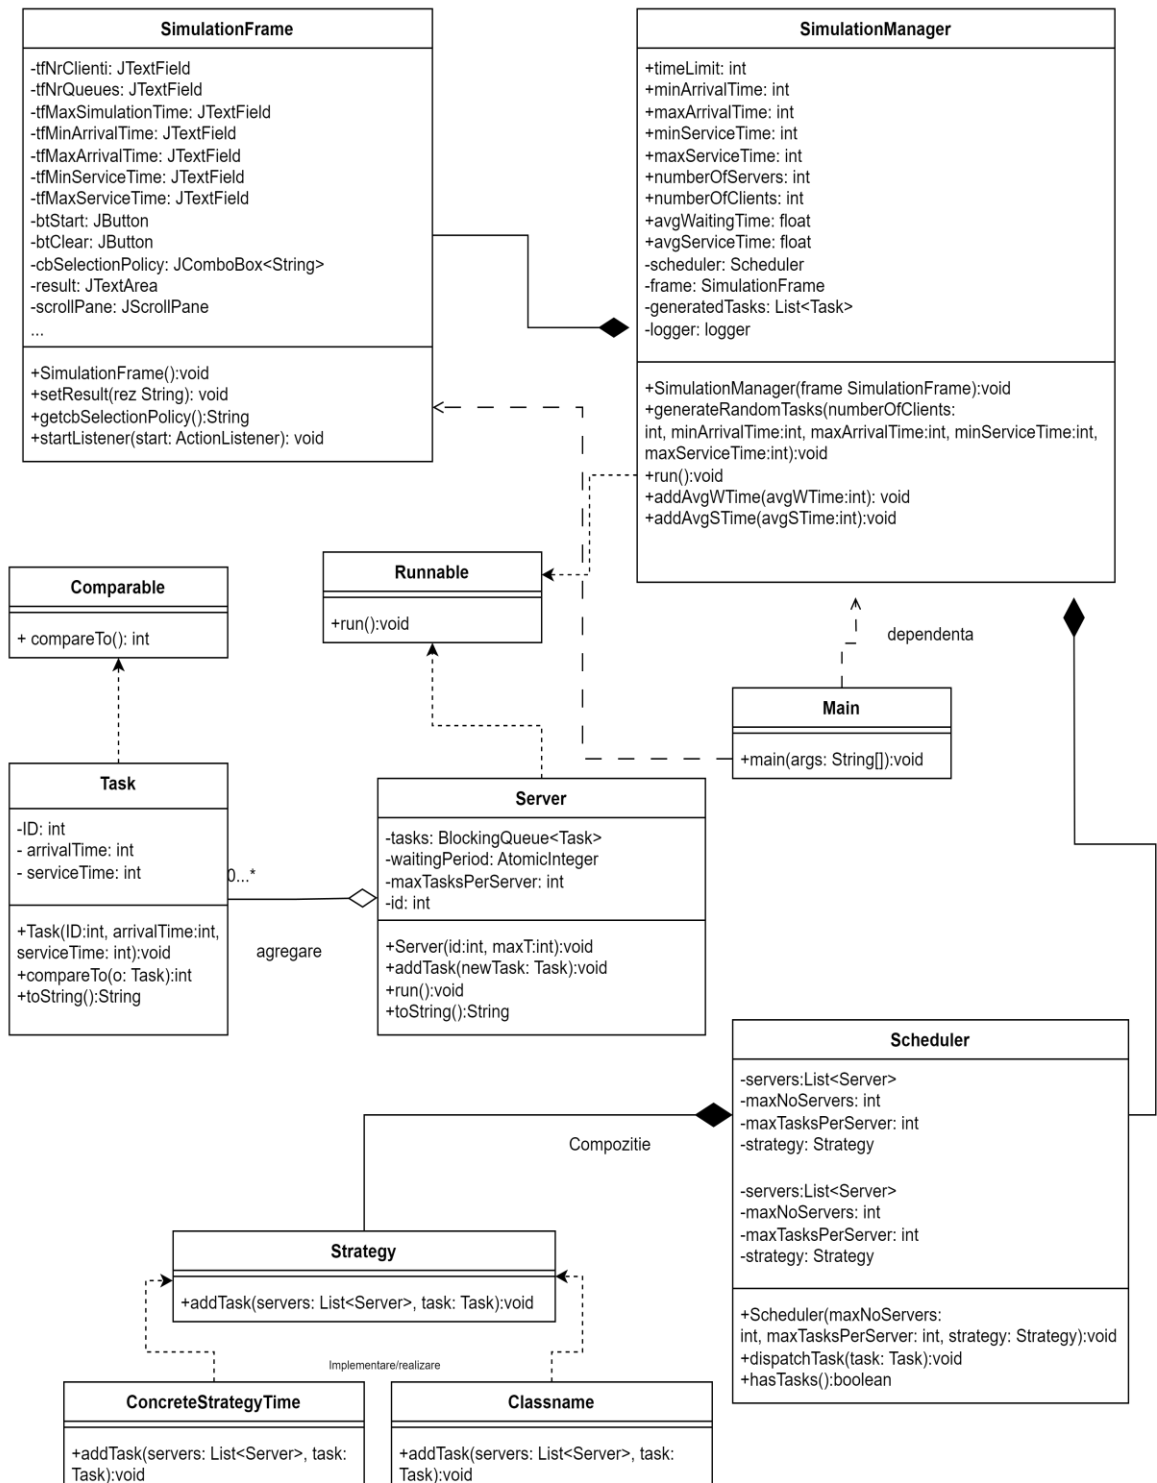 SimulationFrame
-tfNrClienti: JTextField
-tfNrQueues: JTextField
-tfMaxSimulationTime: JTextField
-tfMinArrivalTime: JTextField
-tfMaxArrivalTime: JTextField
-tfMinServiceTime: JTextField
-tfMaxServiceTime: JTextField
-btStart: JButton
-btClear: JButton
-cbSelectionPolicy: JComboBox<String>
-result: JTextArea
-scrollPane: JScrollPane
...
+SimulationFrame():void
+setResult(rez String): void
+getcbSelectionPolicy():String
+startListener(start: ActionListener): void
SimulationManager
+timeLimit: int
+minArrivalTime: int
+maxArrivalTime: int
+minServiceTime: int
+maxServiceTime: int
+numberOfServers: int
+numberOfClients: int
+avgWaitingTime: float
+avgServiceTime: float
-scheduler: Scheduler
-frame: SimulationFrame
-generatedTasks: List<Task>
-logger: logger
+SimulationManager(frame SimulationFrame):void
+generateRandomTasks(numberOfClients:
int, minArrivalTime:int, maxArrivalTime:int, minServiceTime:int,
maxServiceTime:int):void
+run():void
+addAvgWTime(avgWTime:int): void
+addAvgSTime(avgSTime:int):void
Comparable
+ compareTo(): int
Runnable
+run():void
dependenta
Main
+main(args: String[]):void
Task
-ID: int
- arrivalTime: int
- serviceTime: int
+Task(ID:int, arrivalTime:int,
serviceTime: int):void
+compareTo(o: Task):int
+toString():String
0...*
agregare
Server
-tasks: BlockingQueue<Task>
-waitingPeriod: AtomicInteger
-maxTasksPerServer: int
-id: int
+Server(id:int, maxT:int):void
+addTask(newTask: Task):void
+run():void
+toString():String
Scheduler
-servers:List<Server>
-maxNoServers: int
-maxTasksPerServer: int
-strategy: Strategy
-servers:List<Server>
-maxNoServers: int
-maxTasksPerServer: int
-strategy: Strategy
+Scheduler(maxNoServers:
int, maxTasksPerServer: int, strategy: Strategy):void
+dispatchTask(task: Task):void
+hasTasks():boolean
Compozitie
Strategy
+addTask(servers: List<Server>, task: Task):void
Implementare/realizare
ConcreteStrategyTime
+addTask(servers: List<Server>, task:
Task):void
Classname
+addTask(servers: List<Server>, task:
Task):void